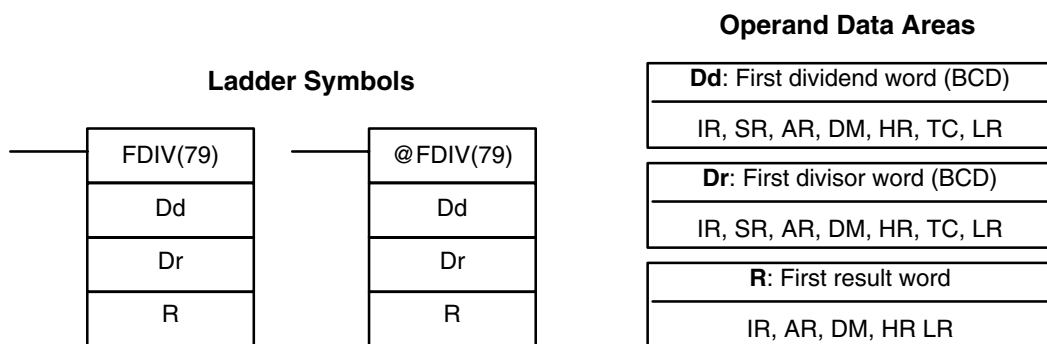 Ladder Symbols
FDIV(79)
Dd
Dr
R
@FDIV(79)
Dd
Dr
R
Operand Data Areas
Dd: First dividend word (BCD)
IR, SR, AR, DM, HR, TC, LR
Dr: First divisor word (BCD)
IR, SR, AR, DM, HR, TC, LR
R: First result word
IR, AR, DM, HR LR